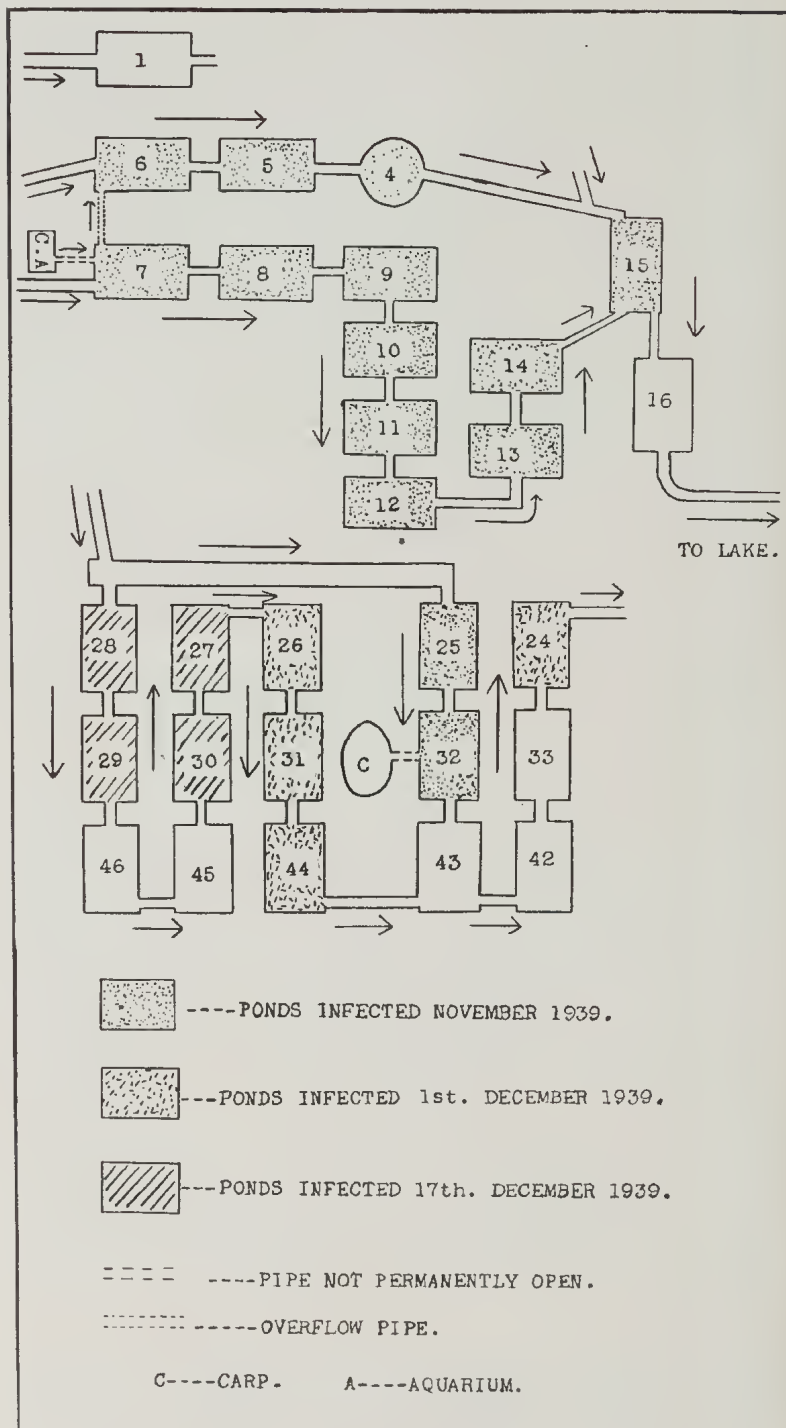 1
6 5 4
C.A 7 8 9 15
10 14 16
11 13
12
TO LAKE.
28 27 26 25 24
29 30 31 C 32 33
46 45 44 43 42
----PONDS INFECTED NOVEMBER 1939.
---PONDS INFECTED 1st. DECEMBER 1939.
---PONDS INFECTED 17th. DECEMBER 1939.
----PIPE NOT PERMANENTLY OPEN.
-----OVERFLOW PIPE.
C----CARP. A----AQUARIUM.